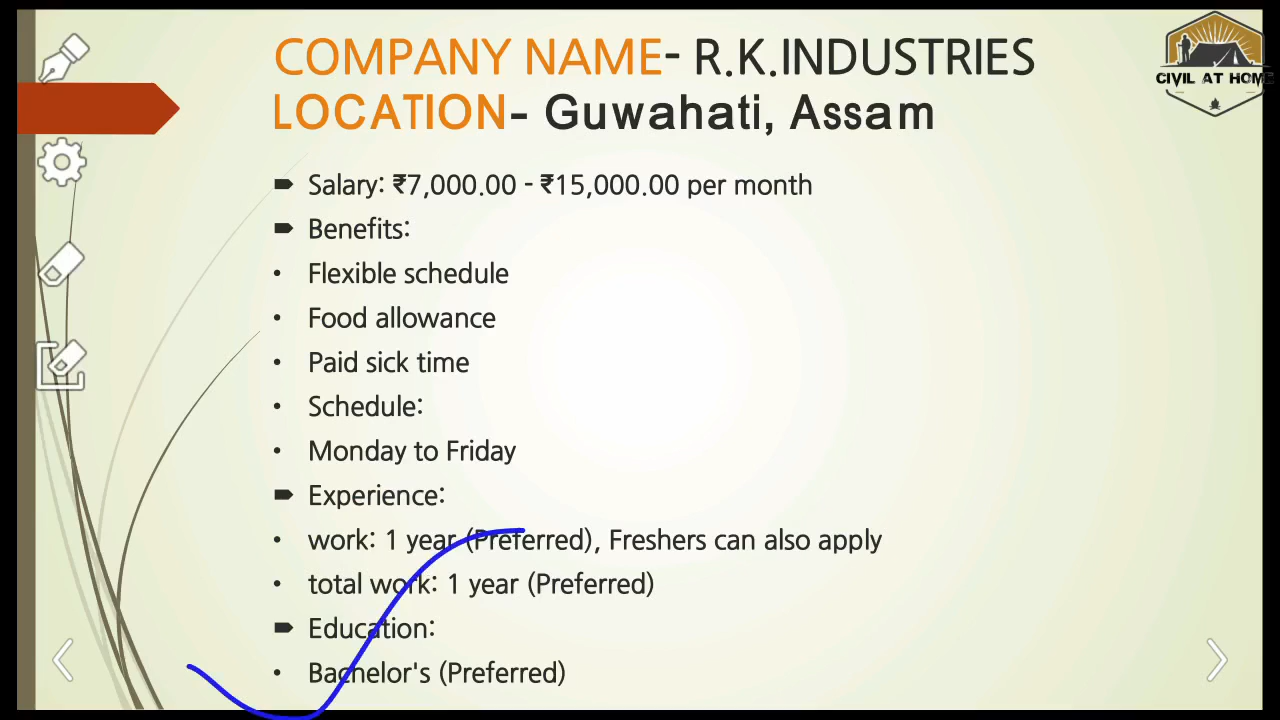 COMPANY NAME- R.K.INDUSTRIES
LOCATION- Guwahati, Assam
CIVIL AT HOME
Salary: ₹7,000.00 - ₹15,000.00 per month
Benefits:
• Flexible schedule
• Food allowance
• Paid sick time
• Schedule:
• Monday to Friday
Experience:
• work: 1 year (Preferred), Freshers can also apply
• total work: 1 year (Preferred)
Education:
• Bachelor's (Preferred)